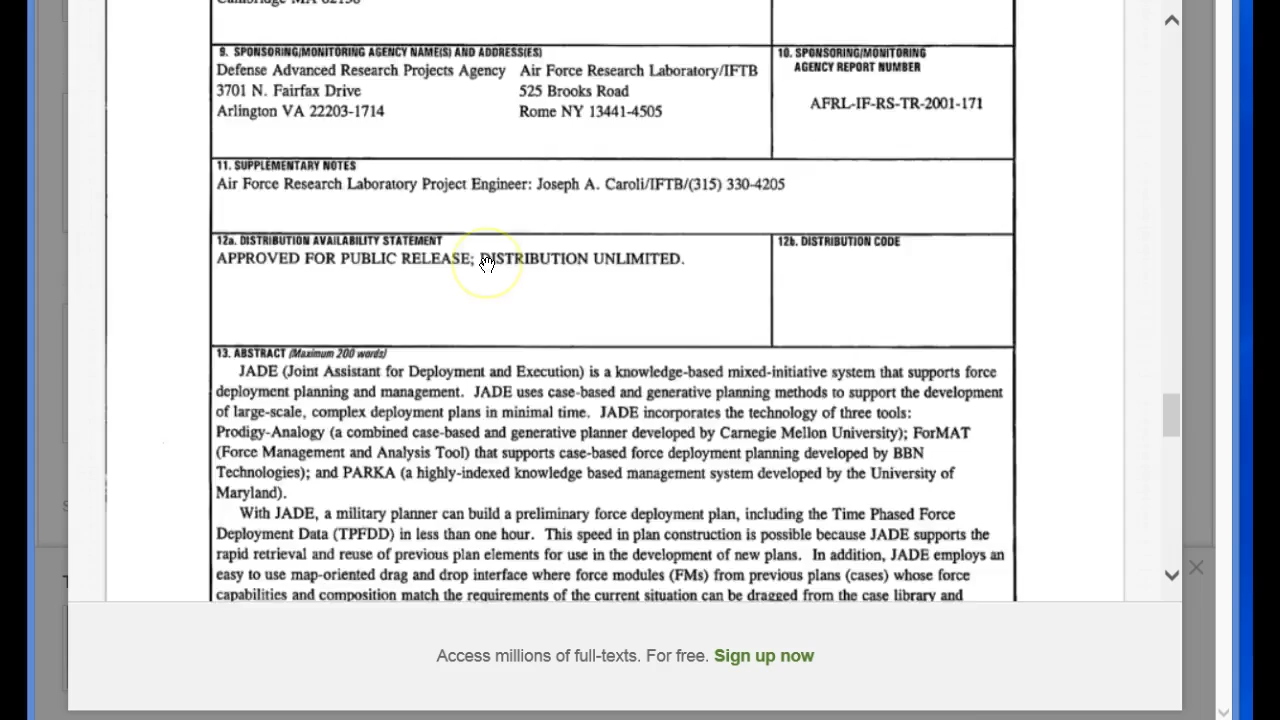 9. SPONSORING/MONITORING AGENCY NAME(S) AND ADDRESS(ES)
Defense Advanced Research Projects Agency Air Force Research Laboratory/IFTB
3701 N. Fairfax Drive 525 Brooks Road
Arlington VA 22203-1714 Rome NY 13441-4505
10. SPONSORING/MONITORING
AGENCY REPORT NUMBER
AFRL-IF-RS-TR-2001-171
11. SUPPLEMENTARY NOTES
Air Force Research Laboratory Project Engineer: Joseph A. Caroli/IFTB/(315) 330-4205
12a. DISTRIBUTION AVAILABILITY STATEMENT
APPROVED FOR PUBLIC RELEASE; DISTRIBUTION UNLIMITED.
12b. DISTRIBUTION CODE
13. ABSTRACT (Maximum 200 words)
JADE (Joint Assistant for Deployment and Execution) is a knowledge-based mixed-initiative system that supports force
deployment planning and management. JADE uses case-based and generative planning methods to support the development
of large-scale, complex deployment plans in minimal time. JADE incorporates the technology of three tools:
Prodigy-Analogy (a combined case-based and generative planner developed by Carnegie Mellon University); ForMAT
(Force Management and Analysis Tool) that supports case-based force deployment planning developed by BBN
Technologies); and PARKA (a highly-indexed knowledge based management system developed by the University of
Maryland).
With JADE, a military planner can build a preliminary force deployment plan, including the Time Phased Force
Deployment Data (TPFDD) in less than one hour. This speed in plan construction is possible because JADE supports the
rapid retrieval and reuse of previous plan elements for use in the development of new plans. In addition, JADE employs an
easy to use map-oriented drag and drop interface where force modules (FMs) from previous plans (cases) whose force
capabilities and composition match the requirements of the current situation can be dragged from the case library and
Access millions of full-texts. For free. Sign up now